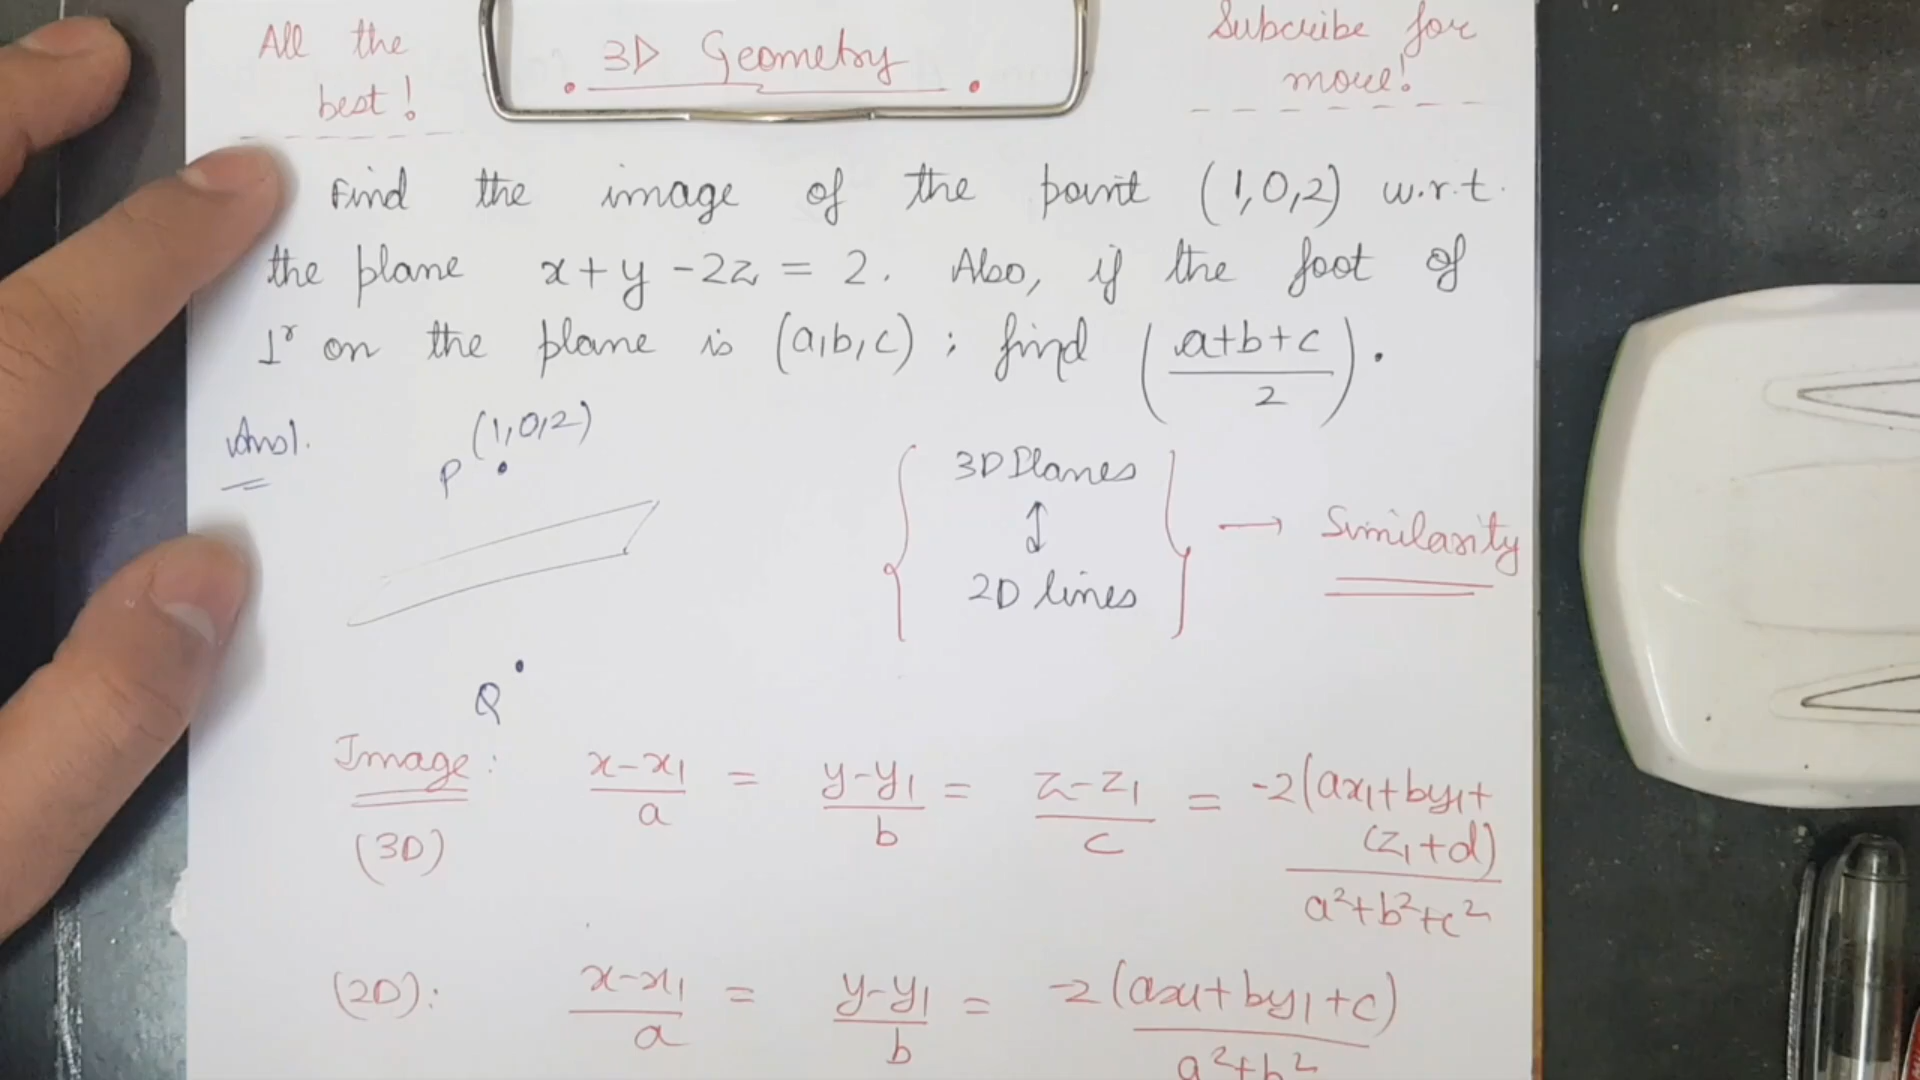 All the
best!
3D Geometry
Subscribe for
more!
Find the image of the point (1,0,2) w.r.t.
the plane x+y-2z = 2. Also, if the foot of
⊥r on the plane is (a,b,c) ; find (a+b+c/2).
Ans1.
P (1,0,2)
Q
3D Planes
↕
2D lines
→ Similarity
Image: x-x₁/a = y-y₁/b = z-z₁/c = -2(ax₁+by₁+cz₁+d)/a²+b²+c²
(3D)
(2D): x-x₁/a = y-y₁/b = -2(ax₁+by₁+c)/a²+b²